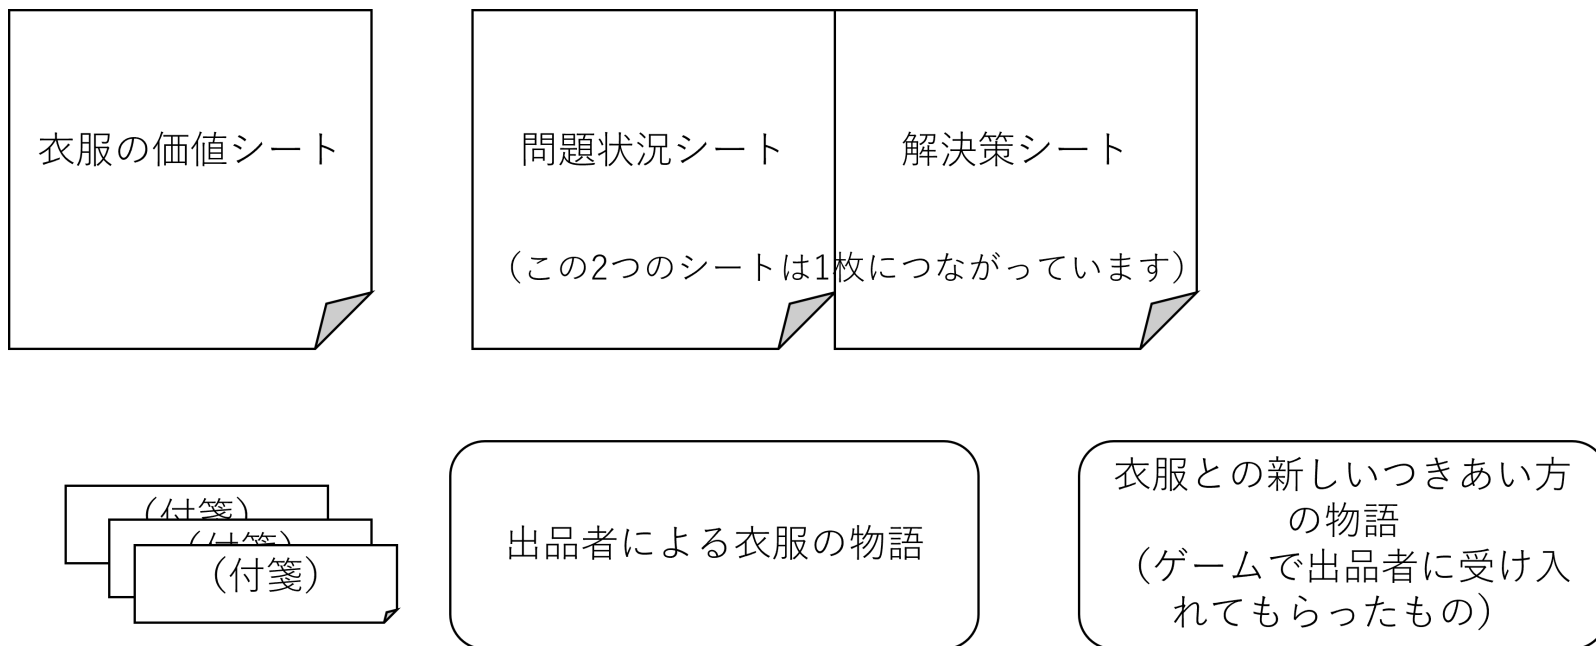 衣服の価値シート
問題状況シート
解決策シート
（この2つのシートは1枚につながっています）
（付箋）
（付箋）
（付箋）
出品者による衣服の物語
衣服との新しいつきあい方
の物語
（ゲームで出品者に受け入
れてもらったもの）